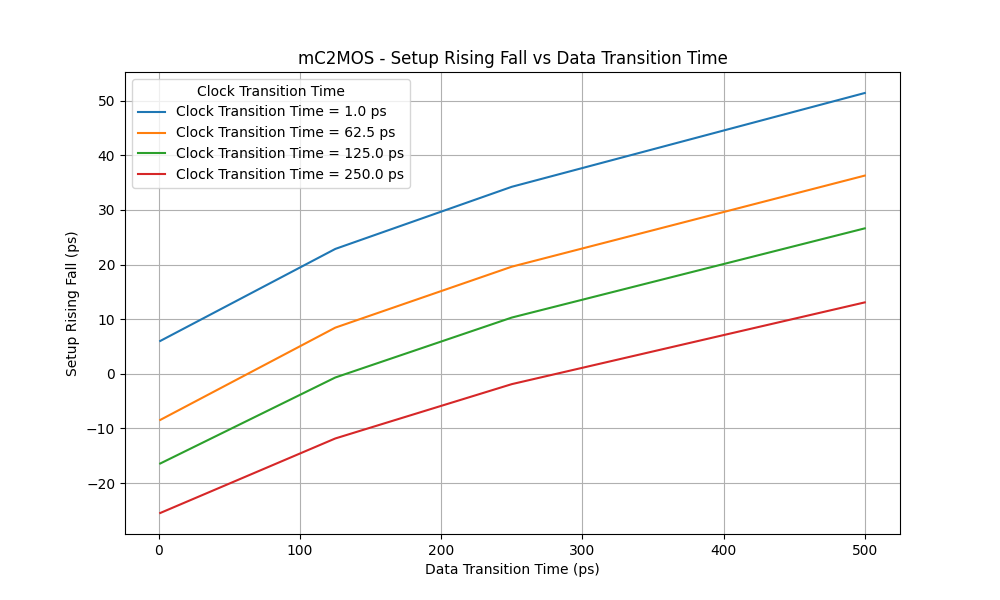 mC2MOS - Setup Rising Fall vs Data Transition Time
Clock Transition Time
Clock Transition Time = 1.0 ps
Clock Transition Time = 62.5 ps
Clock Transition Time = 125.0 ps
Clock Transition Time = 250.0 ps
Setup Rising Fall (ps)
50
40
30
20
10
0
−10
−20
0 100 200 300 400 500
Data Transition Time (ps)